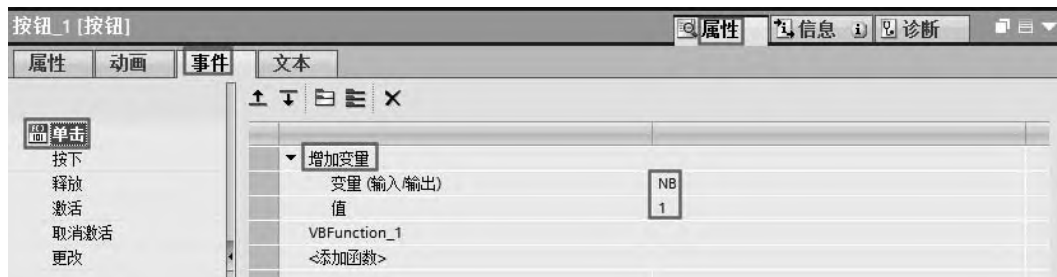 按钮_1 [按钮]
属性 信息 诊断
属性 动画 事件 文本
单击
按下
释放
激活
取消激活
更改
增加变量
变量 (输入/输出) NB
值 1
VBFunction_1
<添加函数>